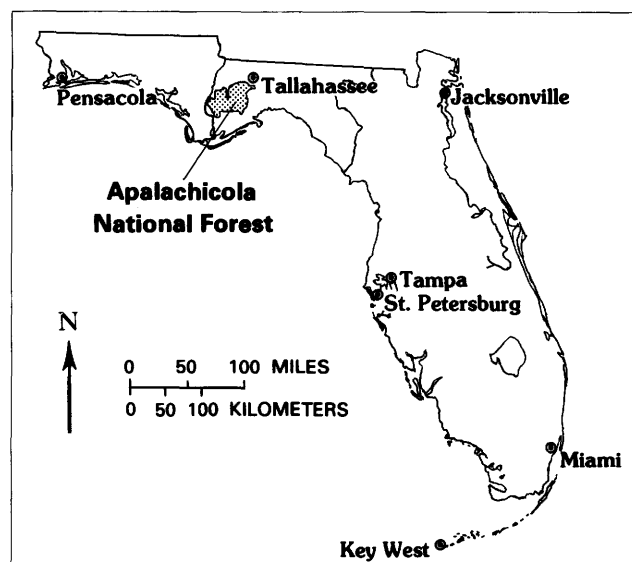 Pensacola
Tallahassee
Jacksonville
Apalachicola
National Forest
Tampa
St. Petersburg
N
0 50 100 MILES
0 50 100 KILOMETERS
Miami
Key West